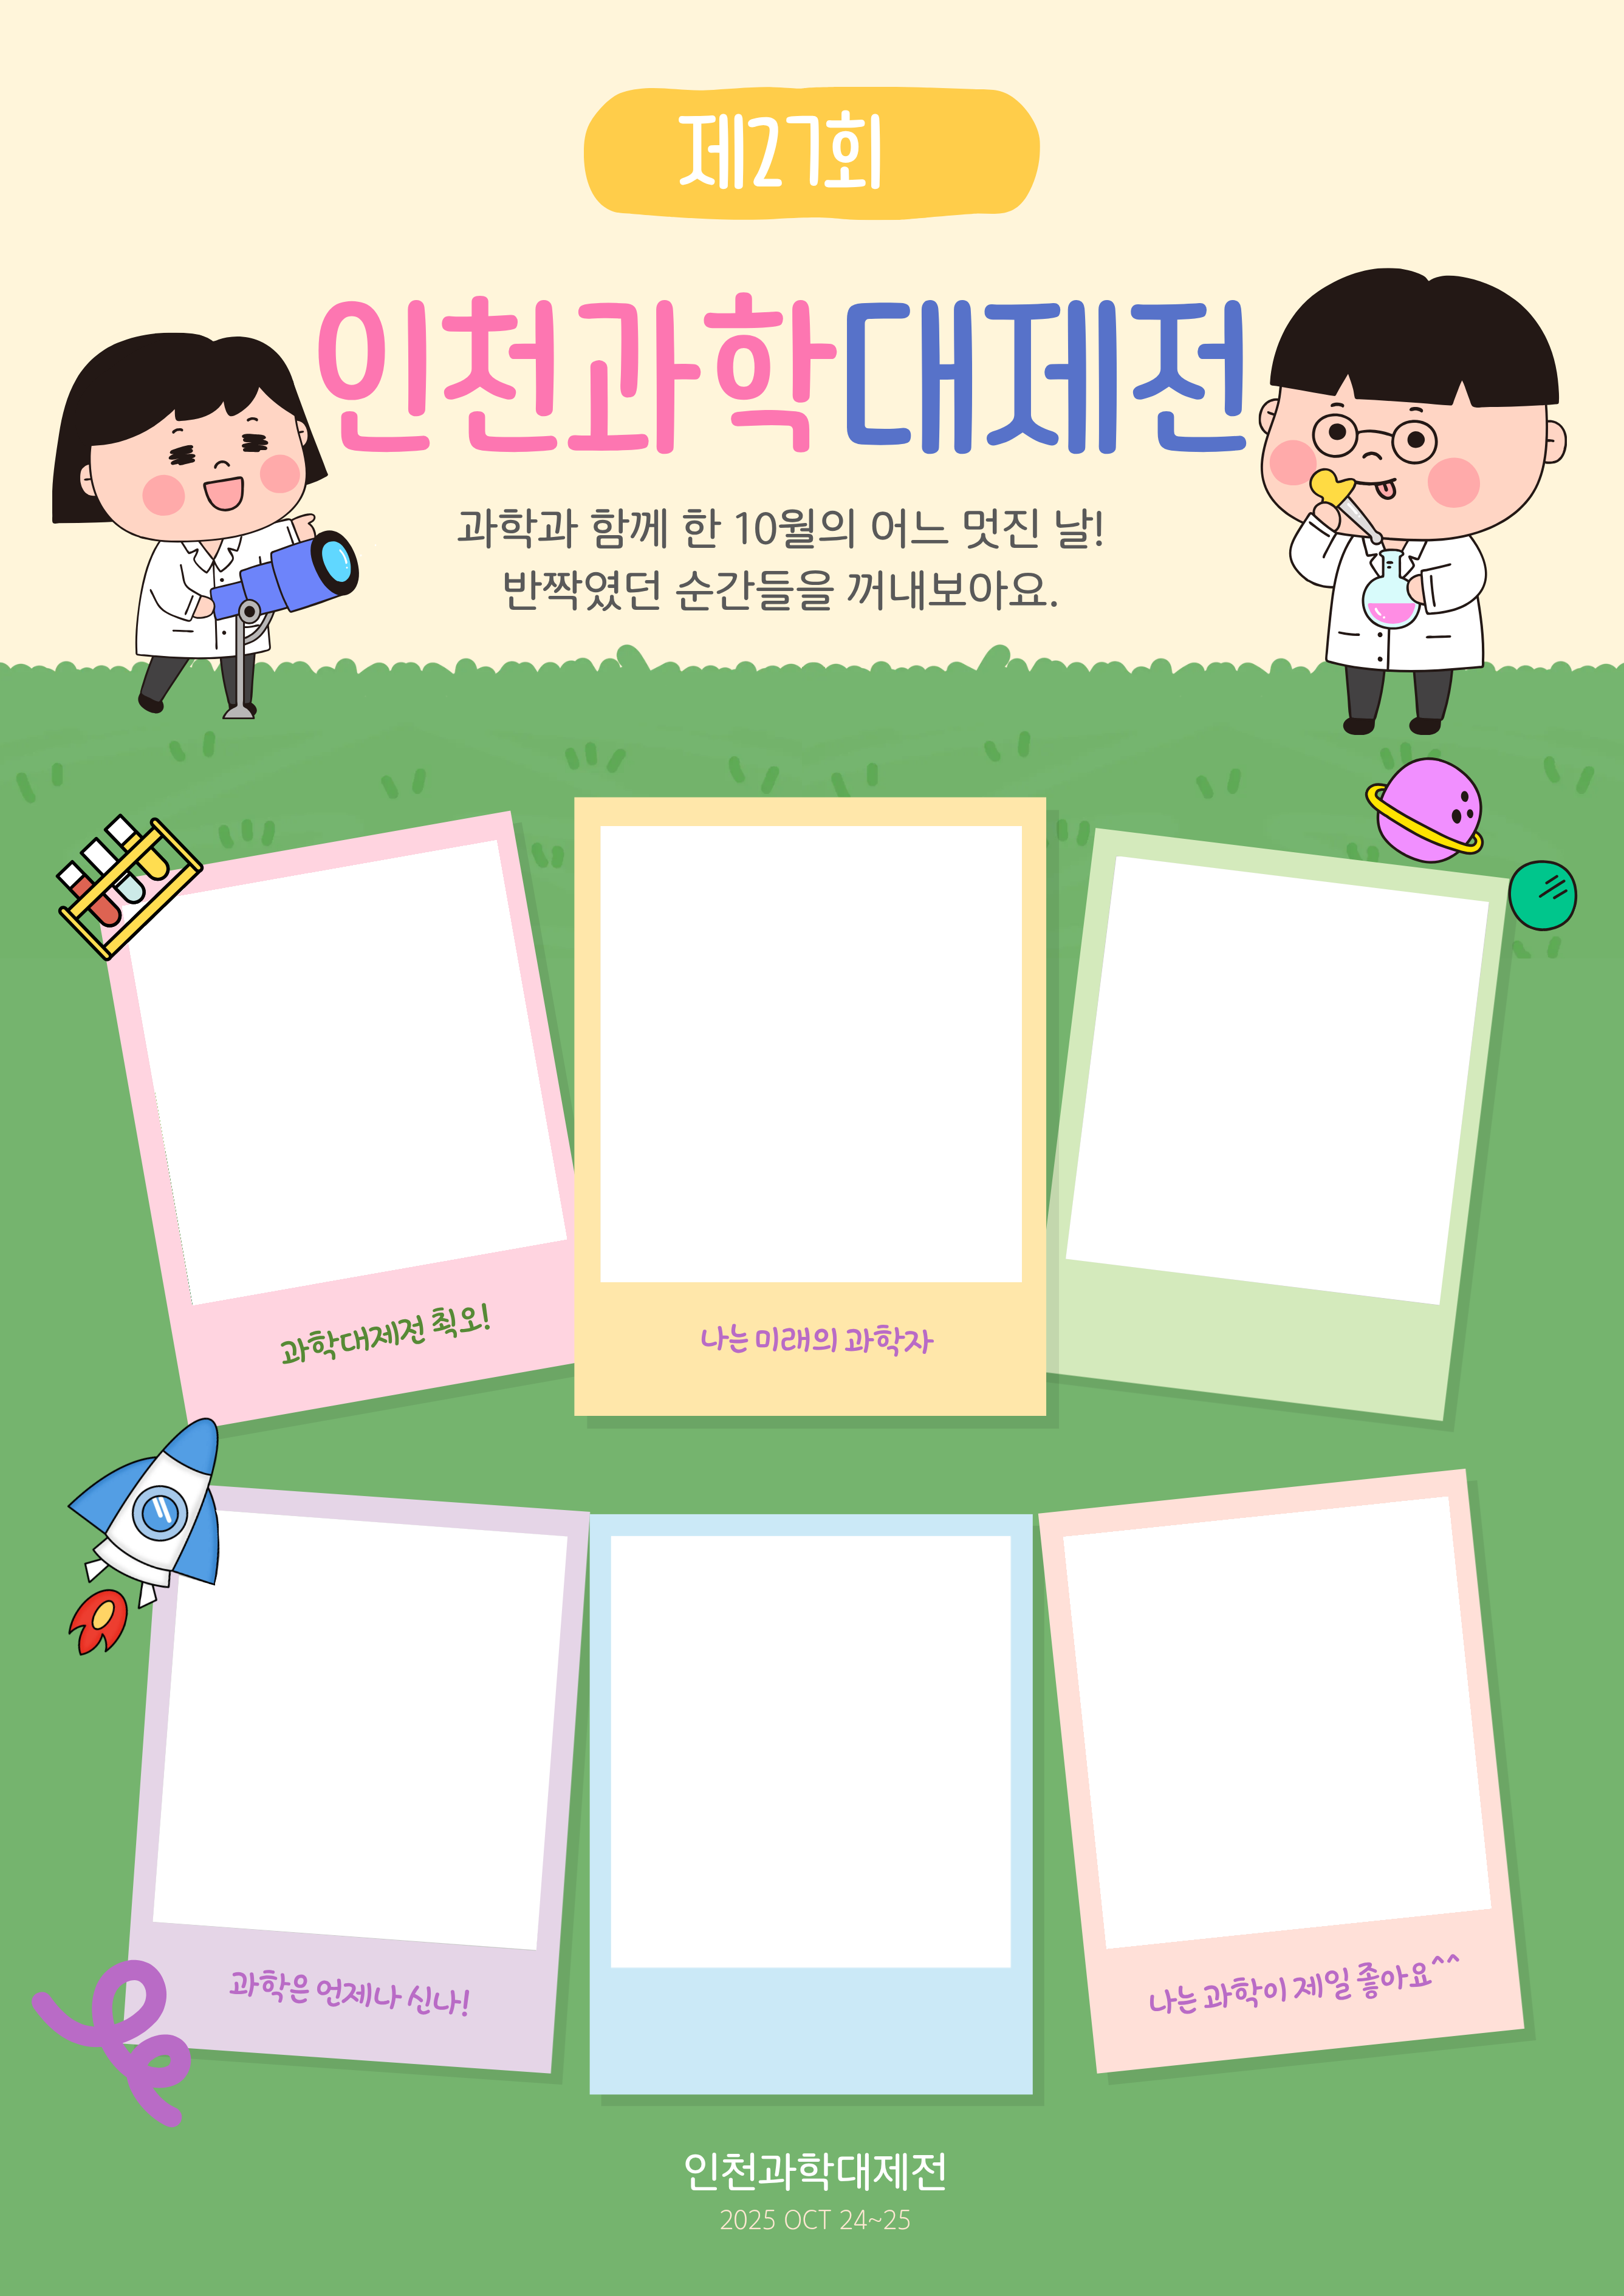 제27회
인천과학대제전
과학과 함께 한 10월의 어느 멋진 날!
반짝였던 순간들을 꺼내보아요.
과학대제전 최오!
나는 미래의 과학자
과학은 언제나 신나!
나는 과학이 제일 좋아요^^
인천과학대제전
2025 OCT 24~25